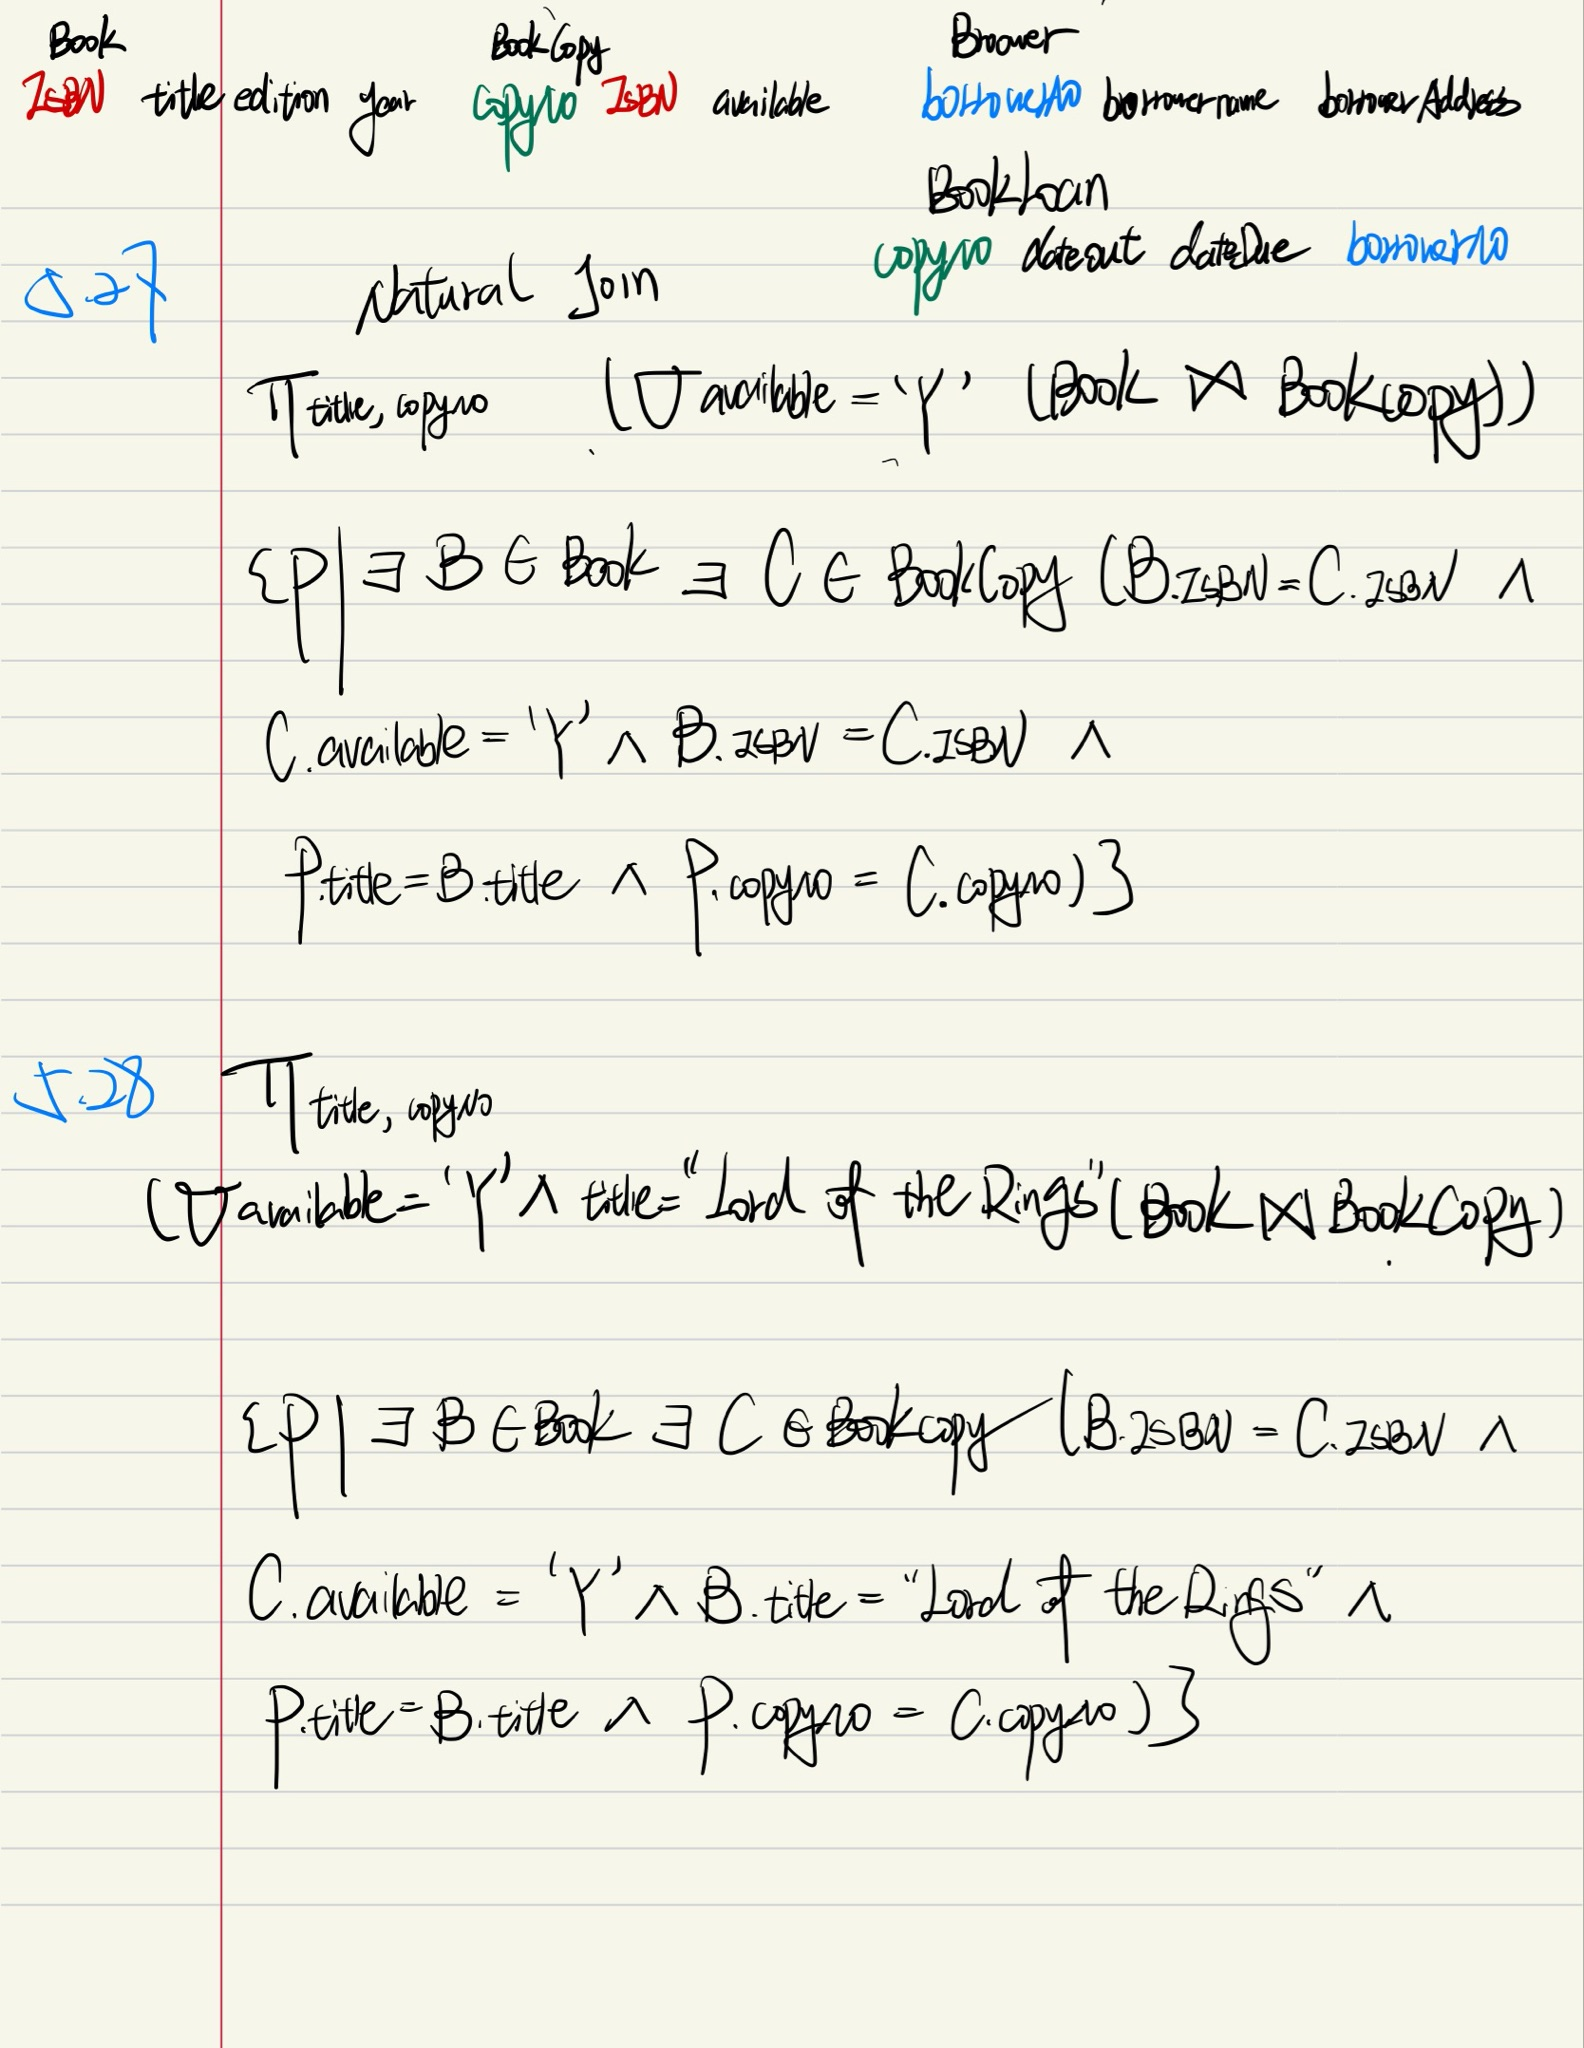 Book BookCopy Broower
ISBN title edition year copyNO ISBN available borrowerNO borrowername borrowerAddress
BookLoan
copyNO dateout dateDue borrowerNO
5.27 Natural Join
π title, copyNO (σ available = 'Y' (Book ⋈ Bookcopy))
{P | ∃ B ∈ Book ∃ C ∈ BookCopy (B.ISBN = C.ISBN ∧
C.available = 'Y' ∧ B.ISBN = C.ISBN ∧
P.title = B.title ∧ P.copyNO = C.copyNO)}
5.28 π title, copyNO
(σ available = 'Y' ∧ title = "Lord of the Rings" (Book ⋈ BookCopy)
{P | ∃ B ∈ Book ∃ C ∈ Bookcopy (B.ISBN = C.ISBN ∧
C.available = 'Y' ∧ B.title = "Lord of the Rings" ∧
P.title = B.title ∧ P.copyNO = C.copyNO)}